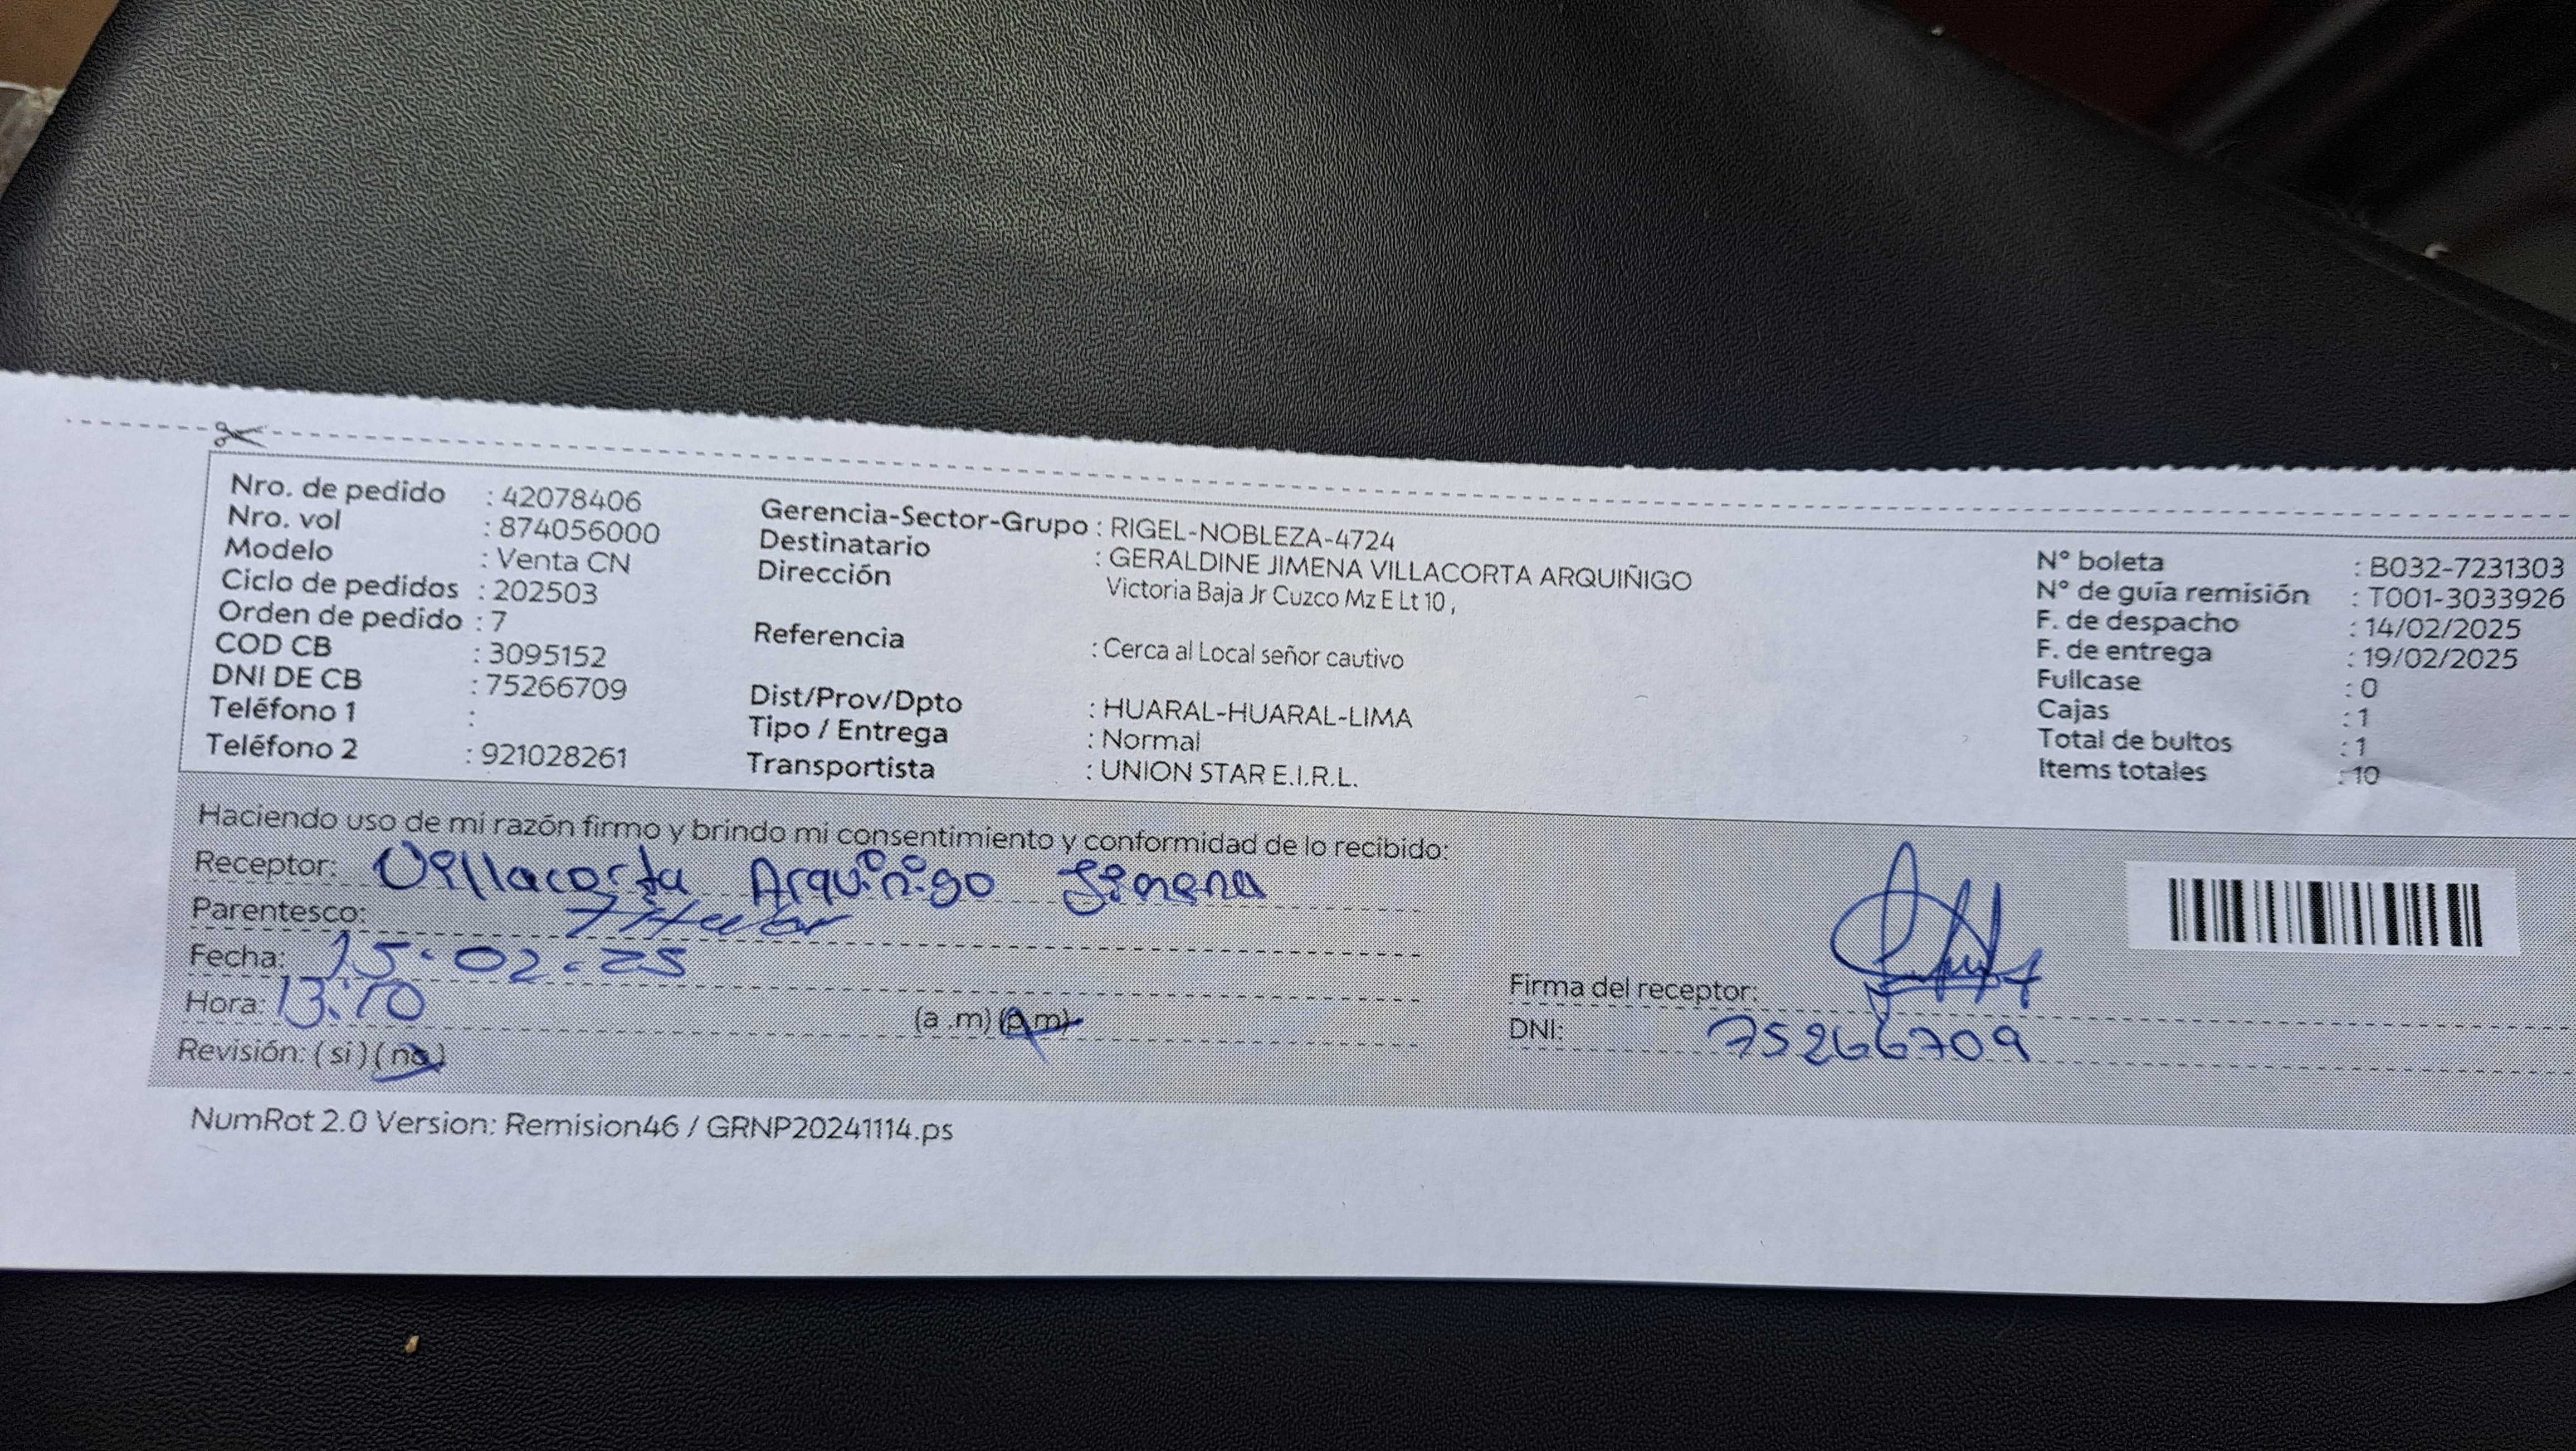 Nro. de pedido : 42078406
Nro. vol : 874056000
Modelo : Venta CN
Ciclo de pedidos : 202503
Orden de pedido : 7
COD CB : 3095152
DNI DE CB : 75266709
Teléfono 1 :
Teléfono 2 : 921028261
Gerencia-Sector-Grupo : RIGEL-NOBLEZA-4724
Destinatario : GERALDINE JIMENA VILLACORTA ARQUIÑIGO
Dirección Victoria Baja Jr Cuzco Mz E Lt 10 ,
Referencia : Cerca al Local señor cautivo
Dist/Prov/Dpto : HUARAL-HUARAL-LIMA
Tipo / Entrega : Normal
Transportista : UNION STAR E.I.R.L.
N° boleta : B032-7231303
N° de guía remisión : T001-3033926
F. de despacho : 14/02/2025
F. de entrega : 19/02/2025
Fullcase : 0
Cajas : 1
Total de bultos : 1
Items totales : 10
Haciendo uso de mi razón firmo y brindo mi consentimiento y conformidad de lo recibido:
Receptor: Villacorta Arquiñigo Jimena
Parentesco: Titular
Fecha: 15.02.25
Hora: 13:10 (a .m) (p.m)
Revisión: ( si ) ( no )
Firma del receptor:
DNI: 75266709
NumRot 2.0 Version: Remision46 / GRNP20241114.ps